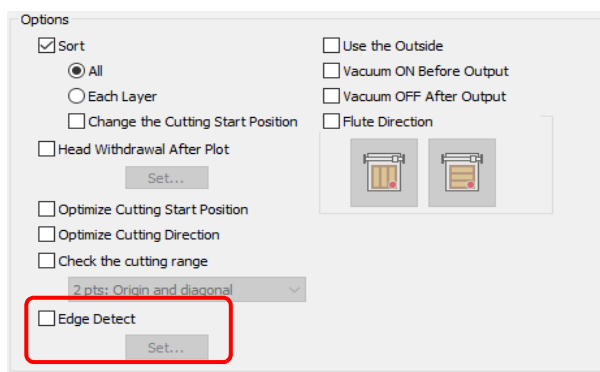 Options
Sort
All
Each Layer
Change the Cutting Start Position
Head Withdrawal After Plot
Set...
Optimize Cutting Start Position
Optimize Cutting Direction
Check the cutting range
2 pts: Origin and diagonal
Edge Detect
Set...
Use the Outside
Vacuum ON Before Output
Vacuum OFF After Output
Flute Direction